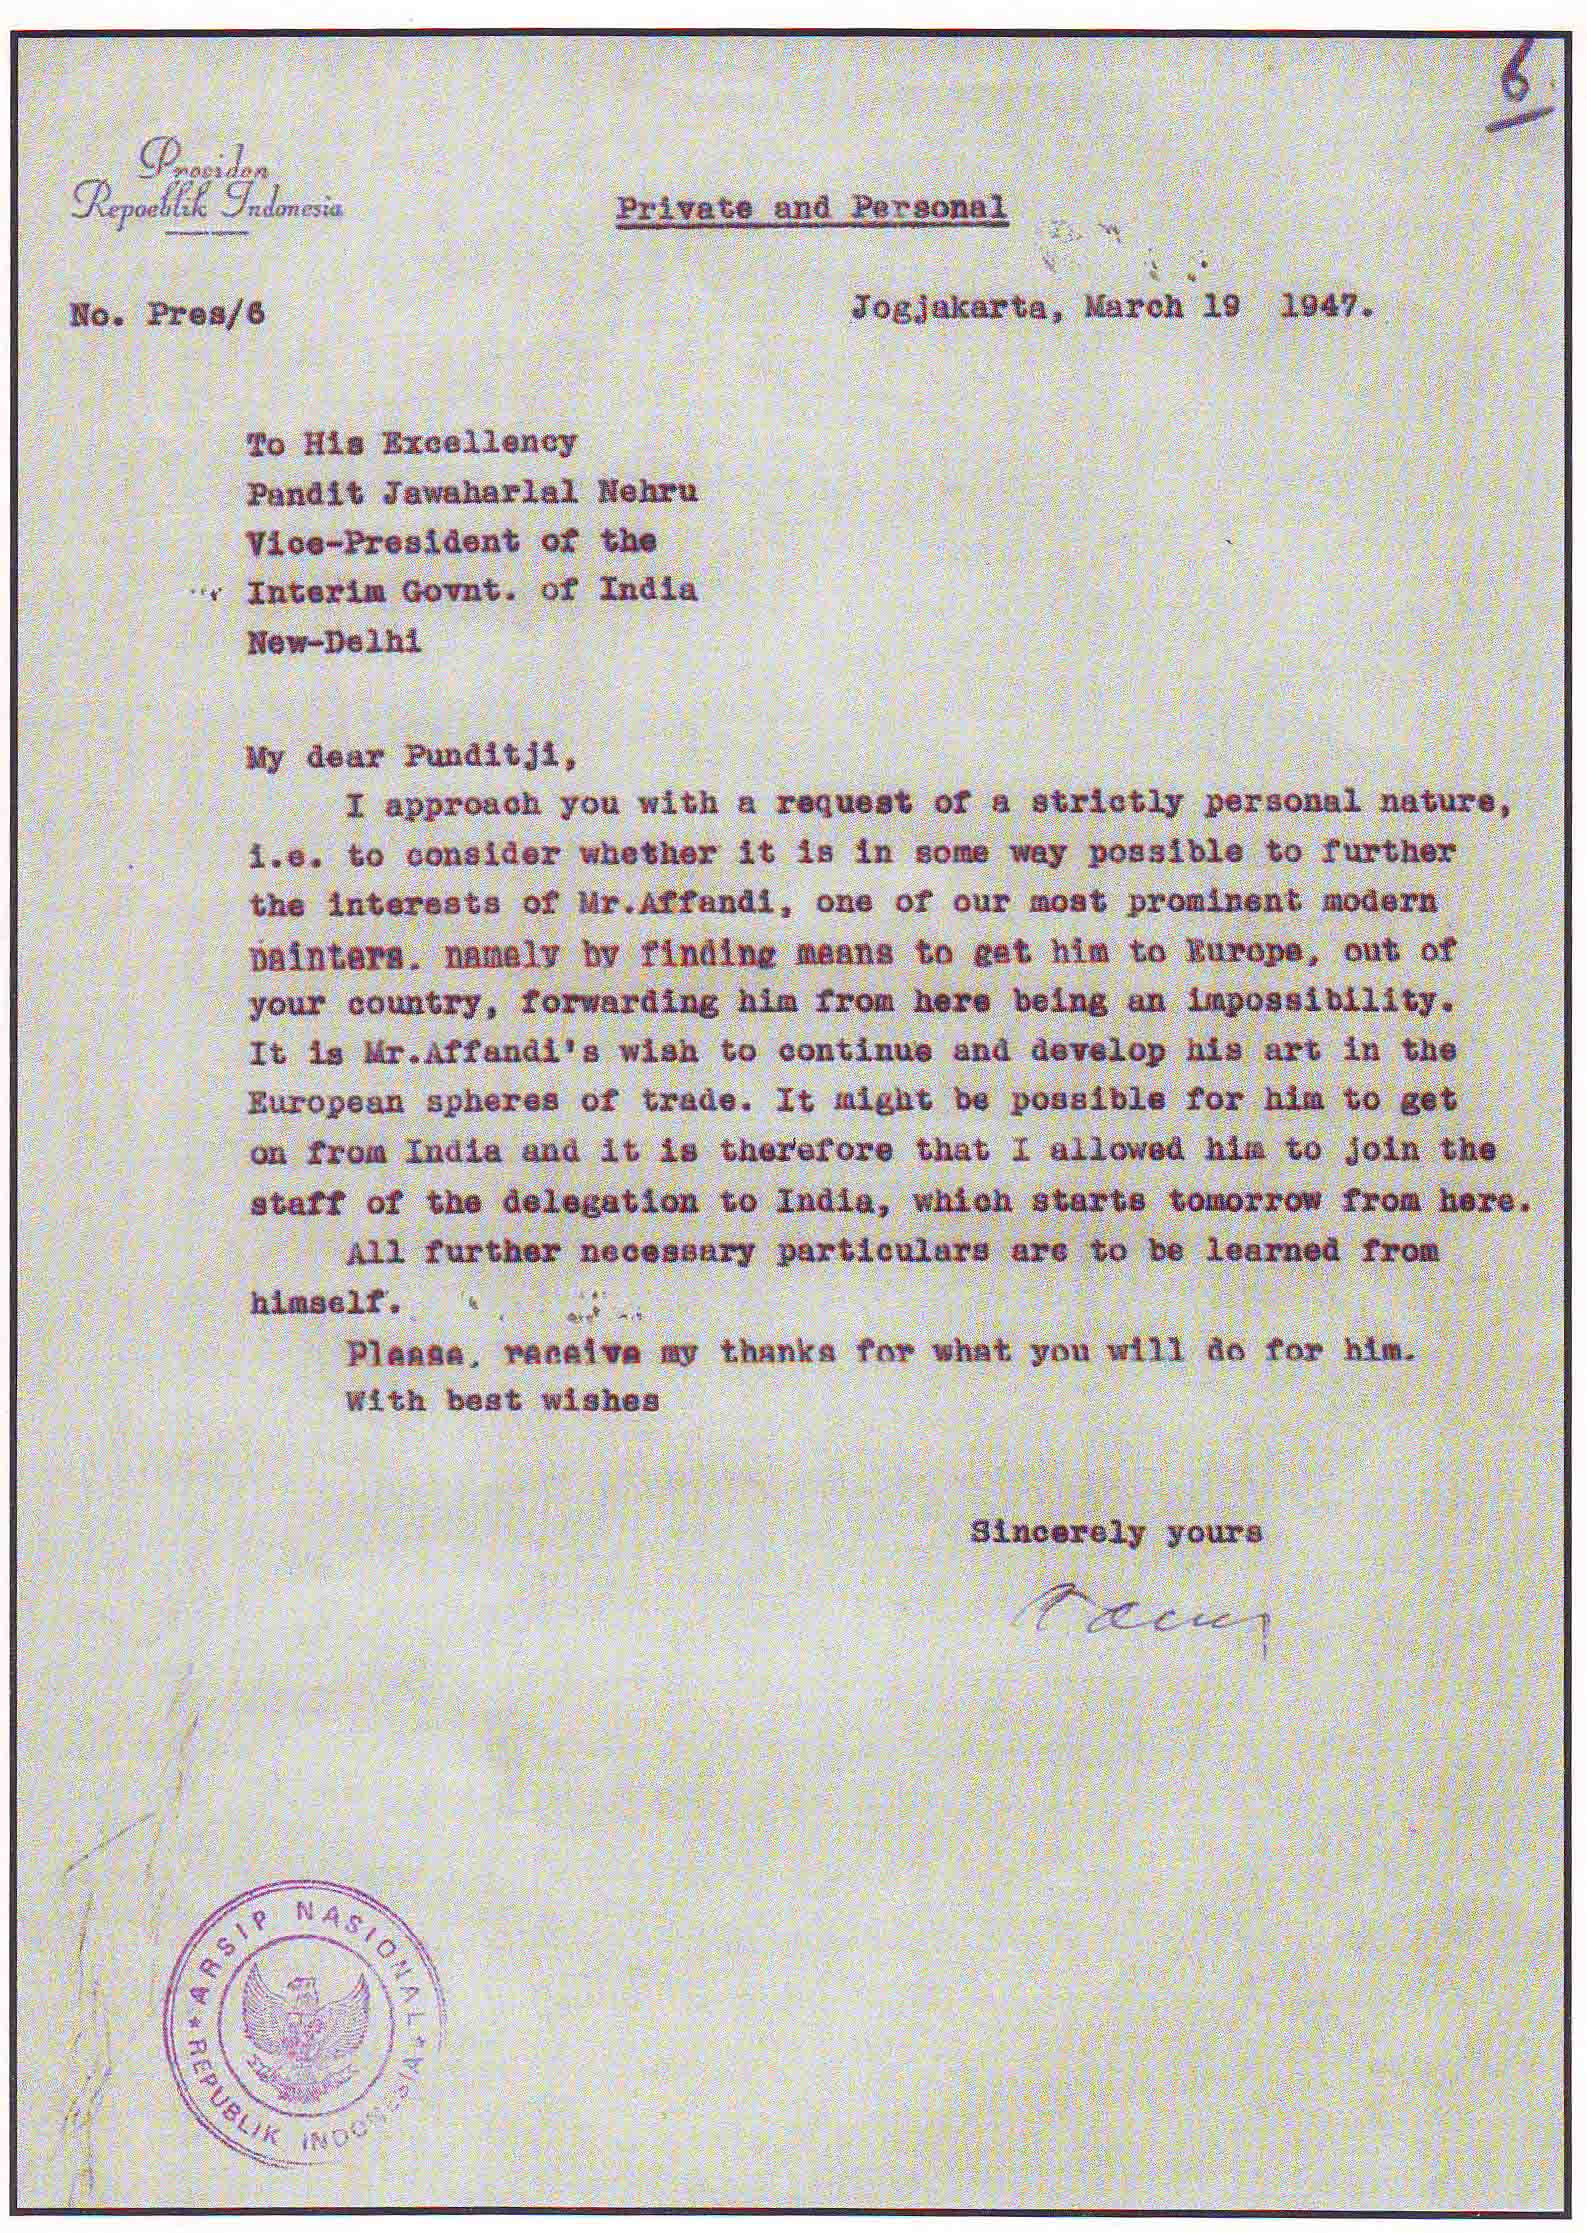 6.
Presiden
Repoeblik Indonesia
Private and Personal
No. Pres/6
Jogjakarta, March 19 1947.
To His Excellency
Pandit Jawaharlal Nehru
Vice-President of the
Interim Govnt. of India
New-Delhi
My dear Punditji,
I approach you with a request of a strictly personal nature,
i.e. to consider whether it is in some way possible to further
the interests of Mr.Affandi, one of our most prominent modern
painters. namely by finding means to get him to Europe, out of
your country, forwarding him from here being an impossibility.
It is Mr.Affandi's wish to continue and develop his art in the
European spheres of trade. It might be possible for him to get
on from India and it is therefore that I allowed him to join the
staff of the delegation to India, which starts tomorrow from here.
All further necessary particulars are to be learned from
himself.
Please, receive my thanks for what you will do for him.
With best wishes
Sincerely yours
ARSIP NASIONAL
REPUBLIK INDONESIA